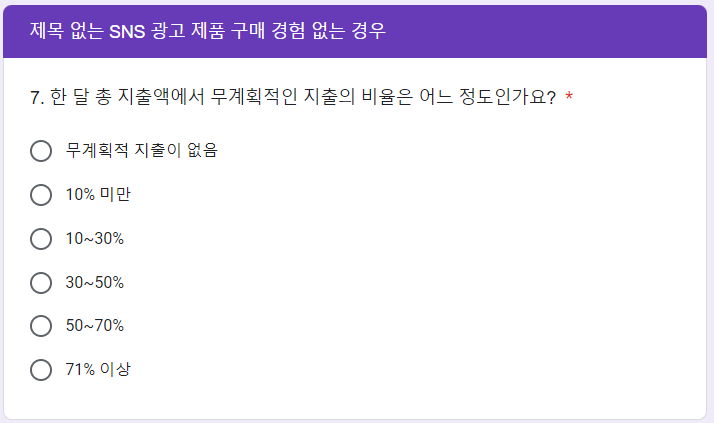 제목 없는 SNS 광고 제품 구매 경험 없는 경우
7. 한 달 총 지출액에서 무계획적인 지출의 비율은 어느 정도인가요? *
무계획적 지출이 없음
10% 미만
10~30%
30~50%
50~70%
71% 이상